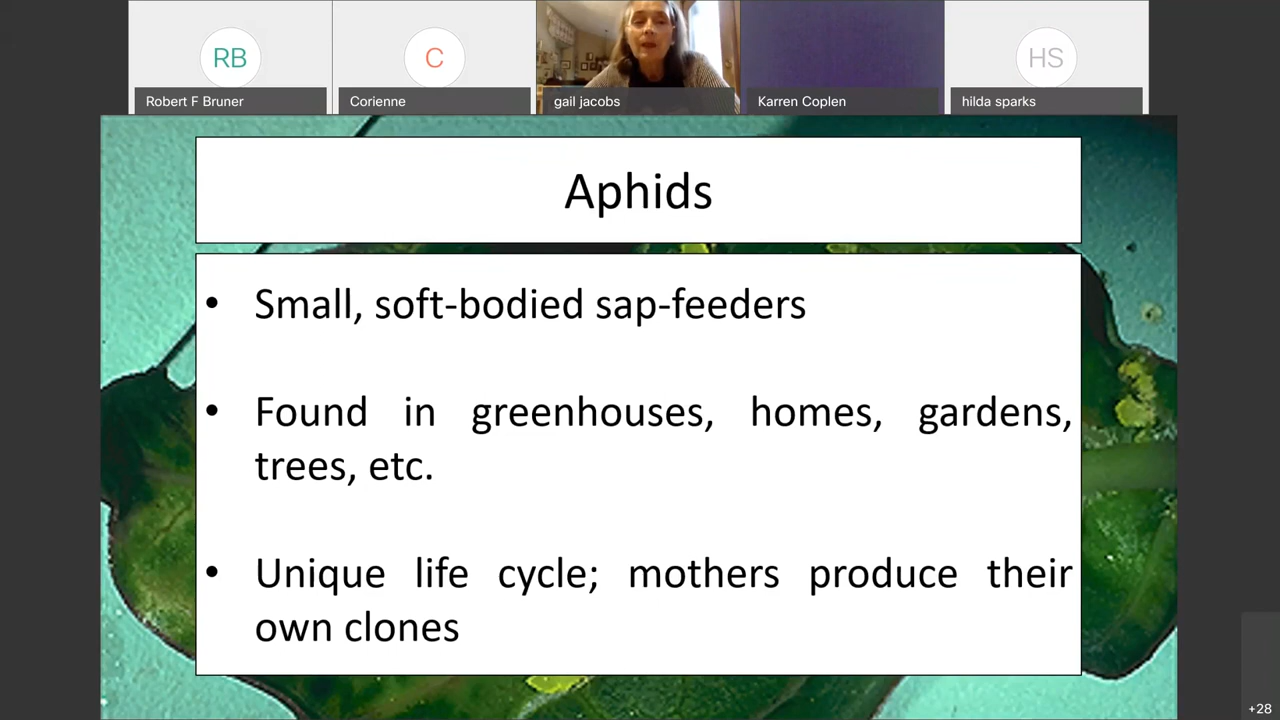 RB
C
HS
Robert F Bruner
Corienne
gail jacobs
Karren Coplen
hilda sparks
Aphids
• Small, soft-bodied sap-feeders
• Found in greenhouses, homes, gardens,
trees, etc.
• Unique life cycle; mothers produce their
own clones
+28